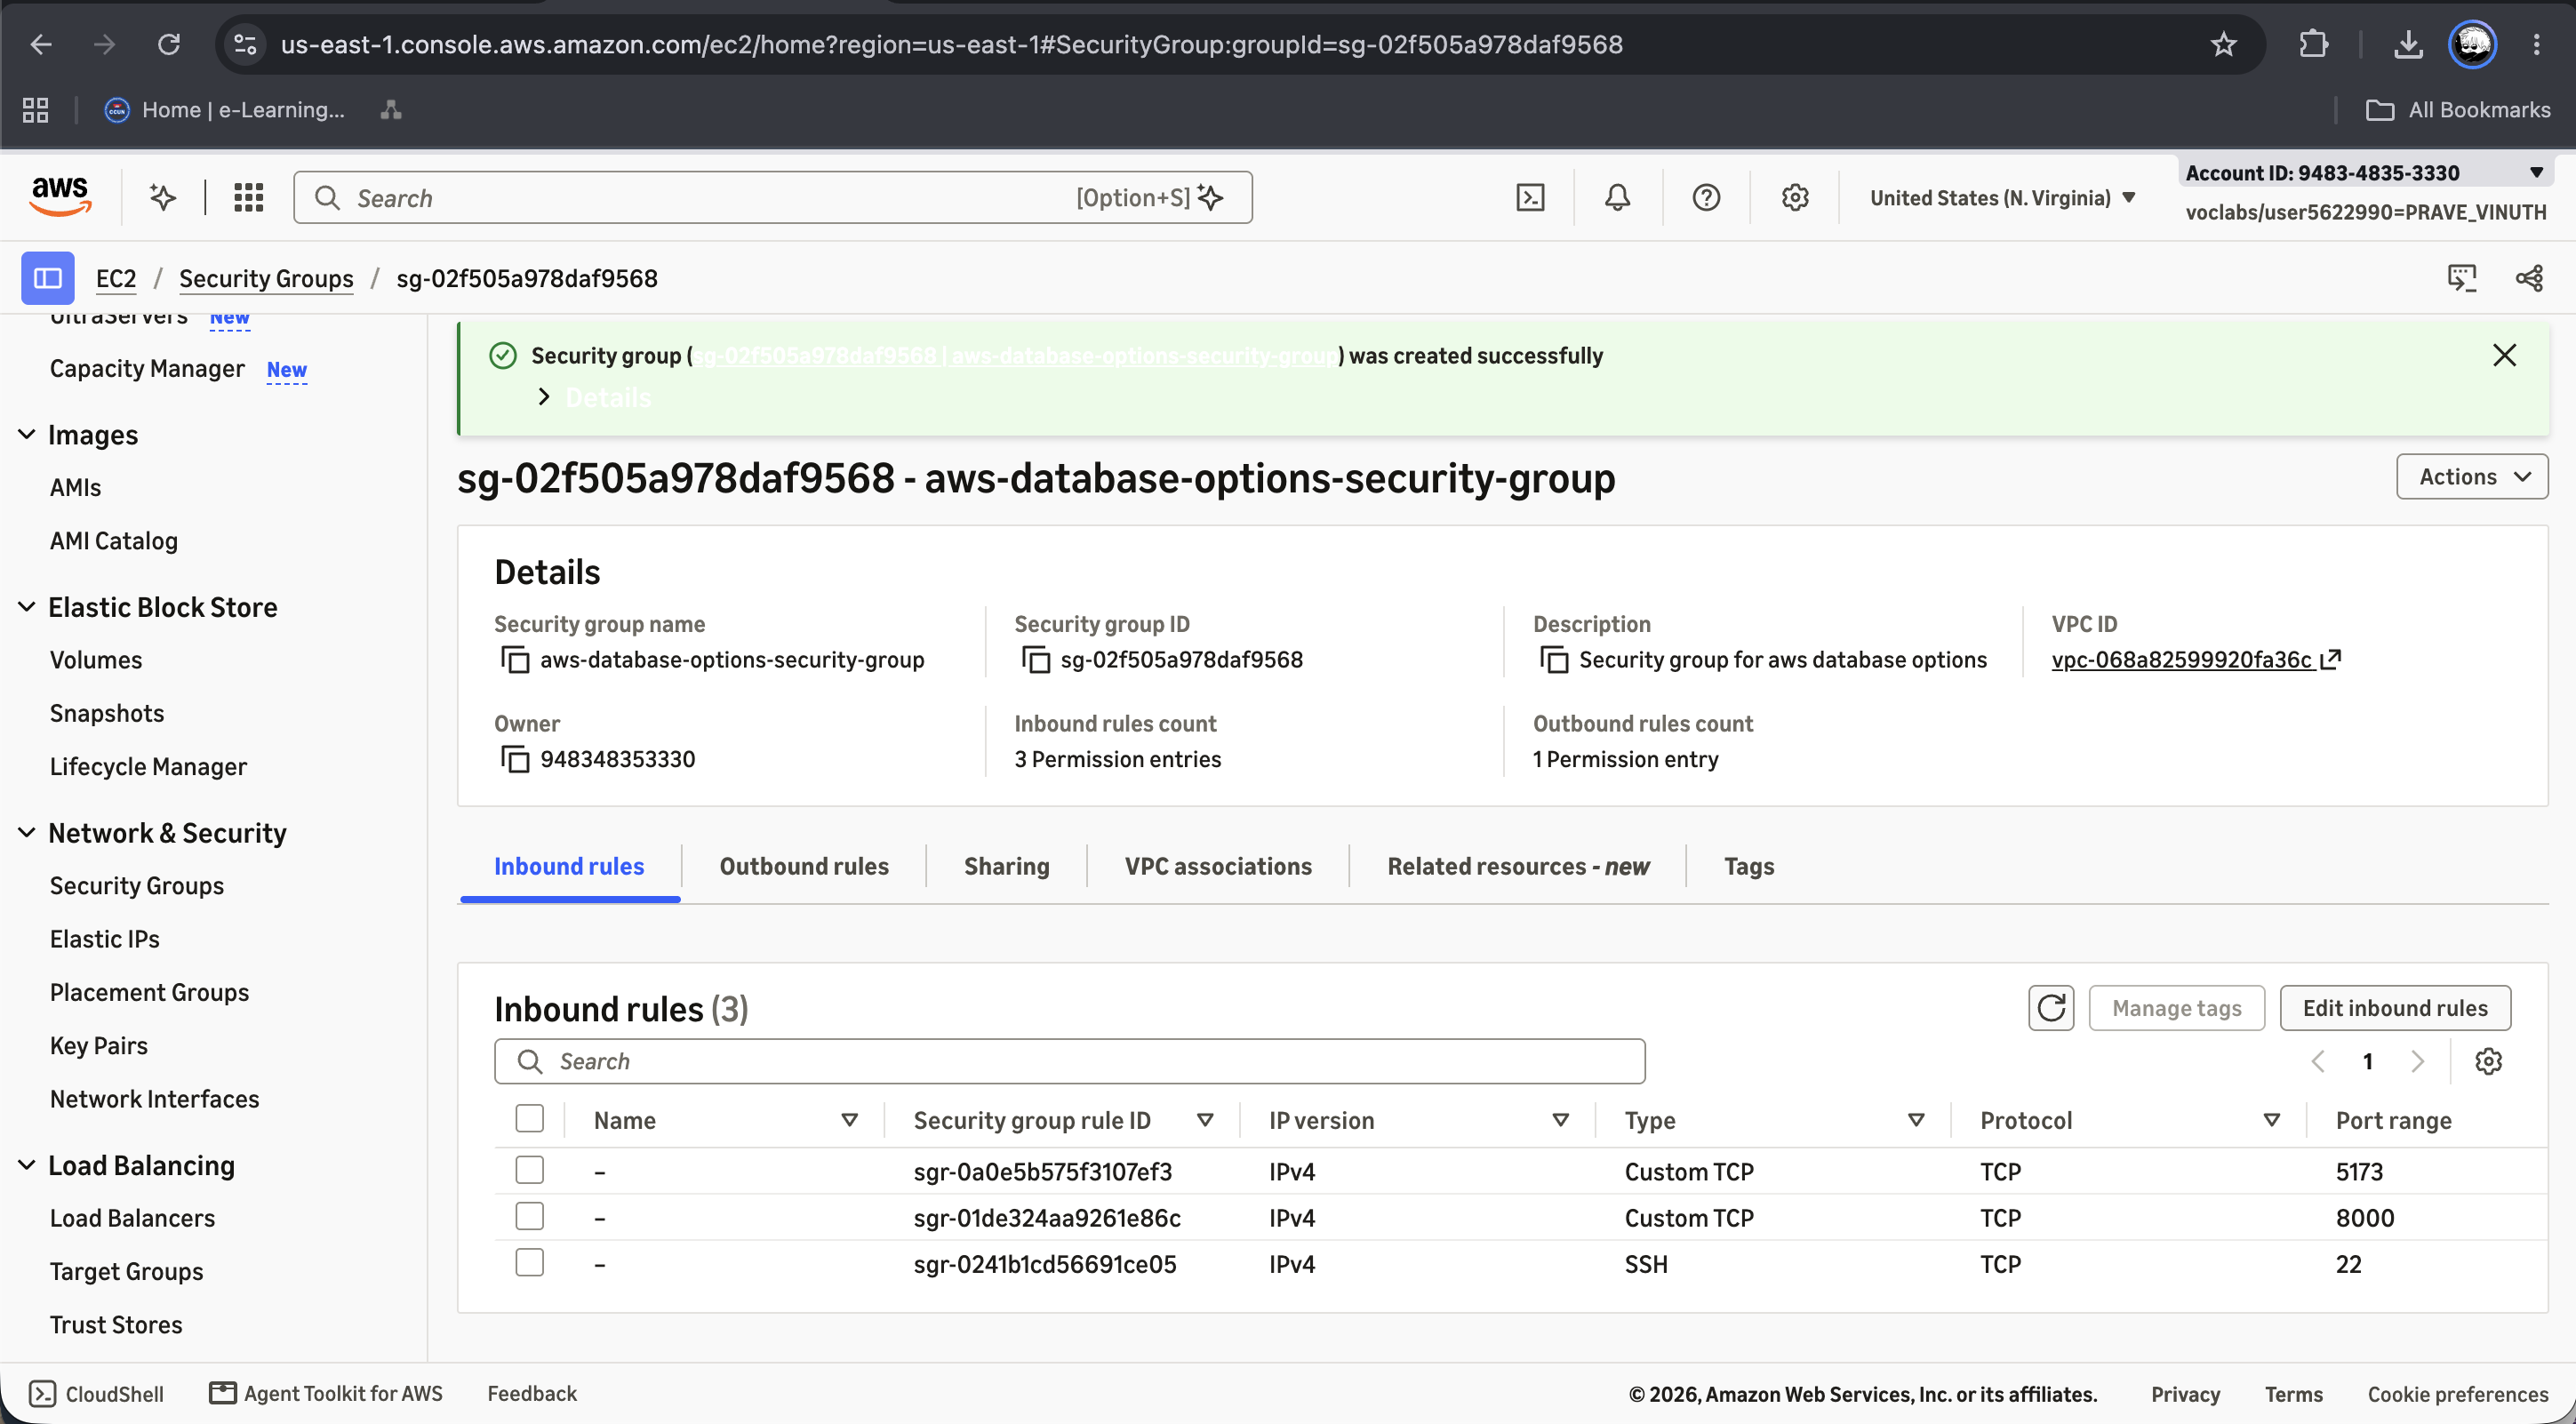 us-east-1.console.aws.amazon.com/ec2/home?region=us-east-1#SecurityGroup:groupId=sg-02f505a978daf9568
Home | e-Learning...
All Bookmarks
aws
Search
[Option+S]
United States (N. Virginia)
Account ID: 9483-4835-3330
voclabs/user5622990=PRAVE_VINUTH
EC2 / Security Groups / sg-02f505a978daf9568
UltraServers New
Capacity Manager New
Images
AMIs
AMI Catalog
Elastic Block Store
Volumes
Snapshots
Lifecycle Manager
Network & Security
Security Groups
Elastic IPs
Placement Groups
Key Pairs
Network Interfaces
Load Balancing
Load Balancers
Target Groups
Trust Stores
Security group (sg-02f505a978daf9568 | aws-database-options-security-group) was created successfully
Details
sg-02f505a978daf9568 - aws-database-options-security-group
Actions
Details
Security group name
aws-database-options-security-group
Security group ID
sg-02f505a978daf9568
Description
Security group for aws database options
VPC ID
vpc-068a82599920fa36c
Owner
948348353330
Inbound rules count
3 Permission entries
Outbound rules count
1 Permission entry
Inbound rules
Outbound rules
Sharing
VPC associations
Related resources - new
Tags
Inbound rules (3)
Manage tags
Edit inbound rules
Search
1
Name Security group rule ID IP version Type Protocol Port range
– sgr-0a0e5b575f3107ef3 IPv4 Custom TCP TCP 5173
– sgr-01de324aa9261e86c IPv4 Custom TCP TCP 8000
– sgr-0241b1cd56691ce05 IPv4 SSH TCP 22
CloudShell
Agent Toolkit for AWS
Feedback
© 2026, Amazon Web Services, Inc. or its affiliates.
Privacy
Terms
Cookie preferences